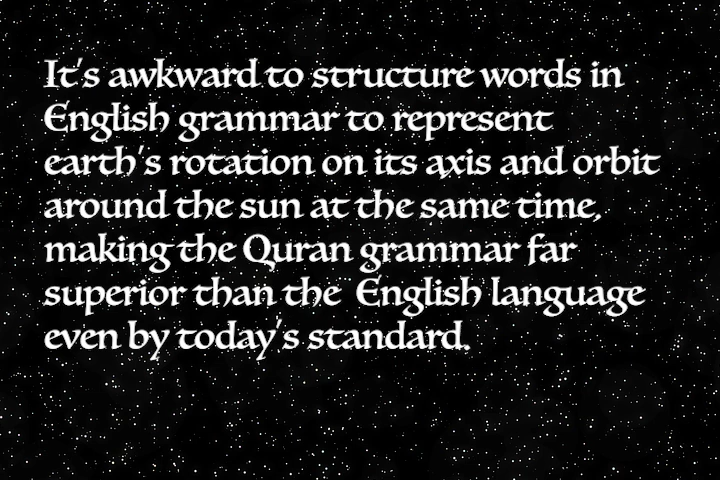 It's awkward to structure words in
English grammar to represent
earth's rotation on its axis and orbit
around the sun at the same time,
making the Quran grammar far
superior than the English language
even by today's standard.